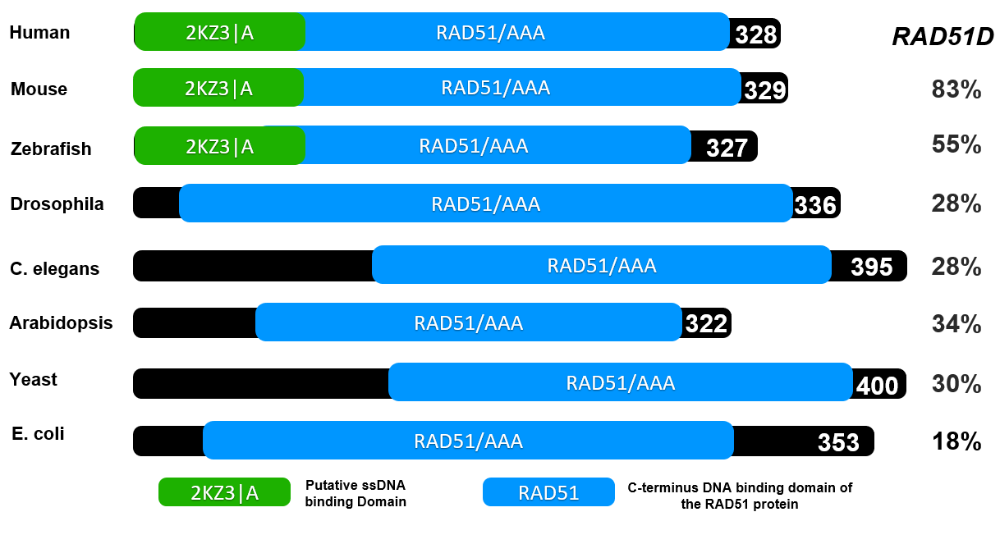 Human 2KZ3|A RAD51/AAA 328 RAD51D
Mouse 2KZ3|A RAD51/AAA 329 83%
Zebrafish 2KZ3|A RAD51/AAA 327 55%
Drosophila RAD51/AAA 336 28%
C. elegans RAD51/AAA 395 28%
Arabidopsis RAD51/AAA 322 34%
Yeast RAD51/AAA 400 30%
E. coli RAD51/AAA 353 18%
2KZ3|A
Putative ssDNA
binding Domain
RAD51
C-terminus DNA binding domain of
the RAD51 protein